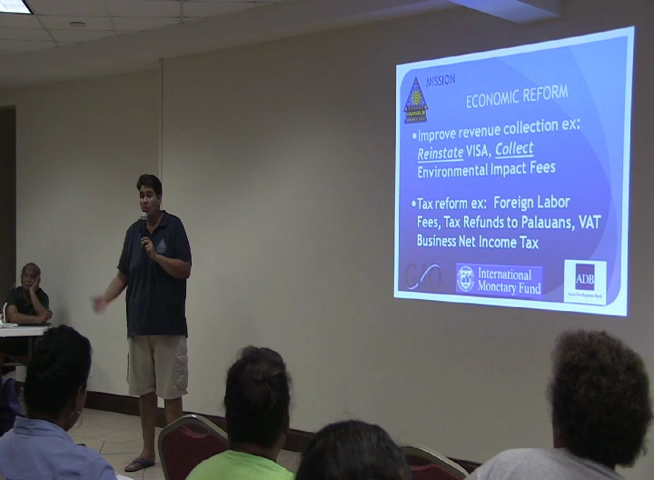 MISSION
ECONOMIC REFORM
•Improve revenue collection ex:
Reinstate VISA, Collect
Environmental Impact Fees
•Tax reform ex: Foreign Labor
Fees, Tax Refunds to Palauans, VAT
Business Net Income Tax
International
Monetary Fund
ADB